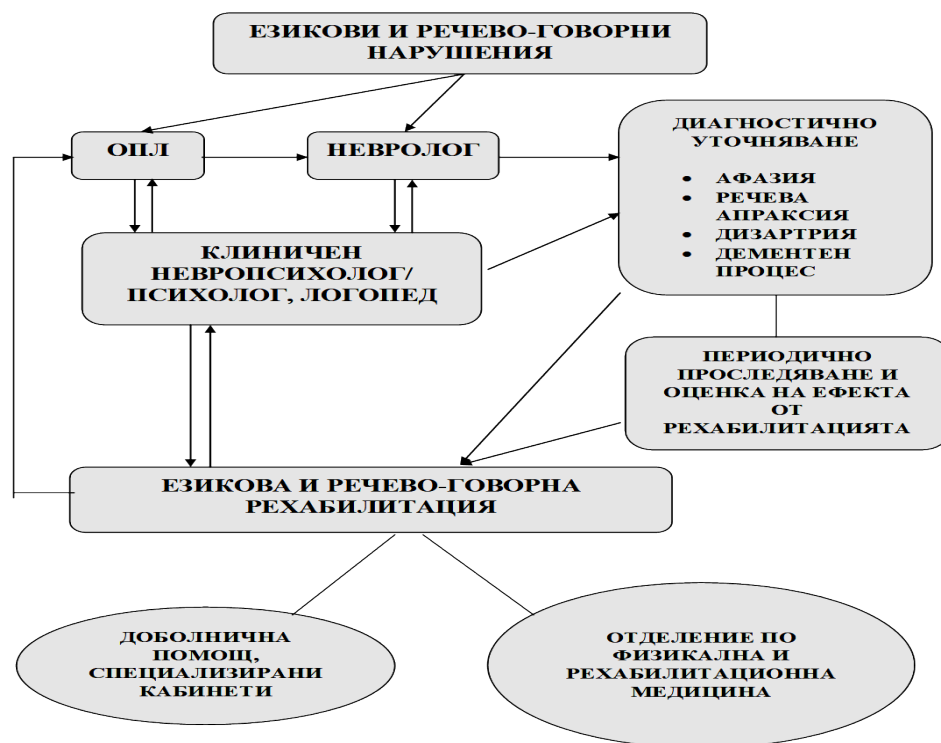 ЕЗИКОВИ И РЕЧЕВО-ГОВОРНИ
НАРУШЕНИЯ
ОПЛ
НЕВРОЛОГ
ДИАГНОСТИЧНО
УТОЧНЯВАНЕ
• АФАЗИЯ
• РЕЧЕВА
АПРАКСИЯ
• ДИЗАРТРИЯ
• ДЕМЕНТЕН
ПРОЦЕС
КЛИНИЧЕН
НЕВРОПСИХОЛОГ/
ПСИХОЛОГ, ЛОГОПЕД
ПЕРИОДИЧНО
ПРОСЛЕДЯВАНЕ И
ОЦЕНКА НА ЕФЕКТА
ОТ
РЕХАБИЛИТАЦИЯТА
ЕЗИКОВА И РЕЧЕВО-ГОВОРНА
РЕХАБИЛИТАЦИЯ
ДОБОЛНИЧНА
ПОМОЩ,
СПЕЦИАЛИЗИРАНИ
КАБИНЕТИ
ОТДЕЛЕНИЕ ПО
ФИЗИКАЛНА И
РЕХАБИЛИТАЦИОННА
МЕДИЦИНА